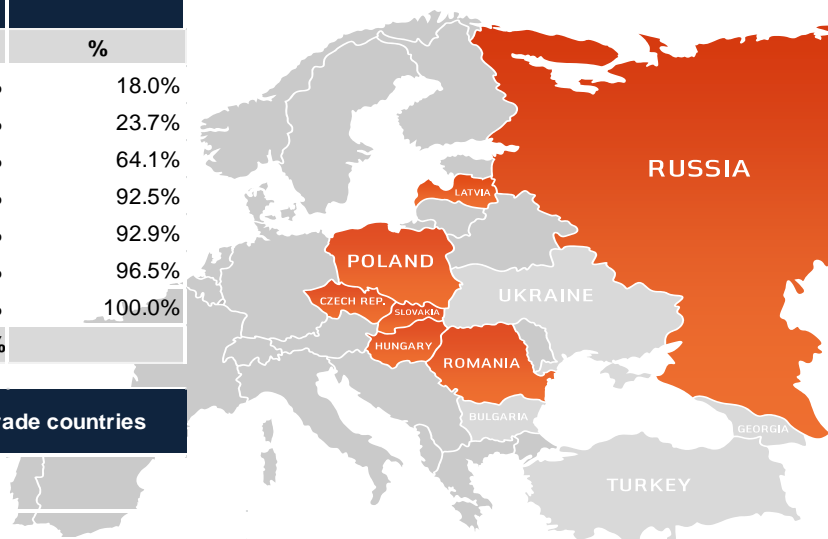 %
18.0%
23.7%
64.1%
92.5%
92.9%
96.5%
100.0%
%
rade countries
RUSSIA
LATVIA
POLAND
UKRAINE
CZECH REP.
SLOVAKIA
HUNGARY
ROMANIA
BULGARIA
GEORGIA
TURKEY